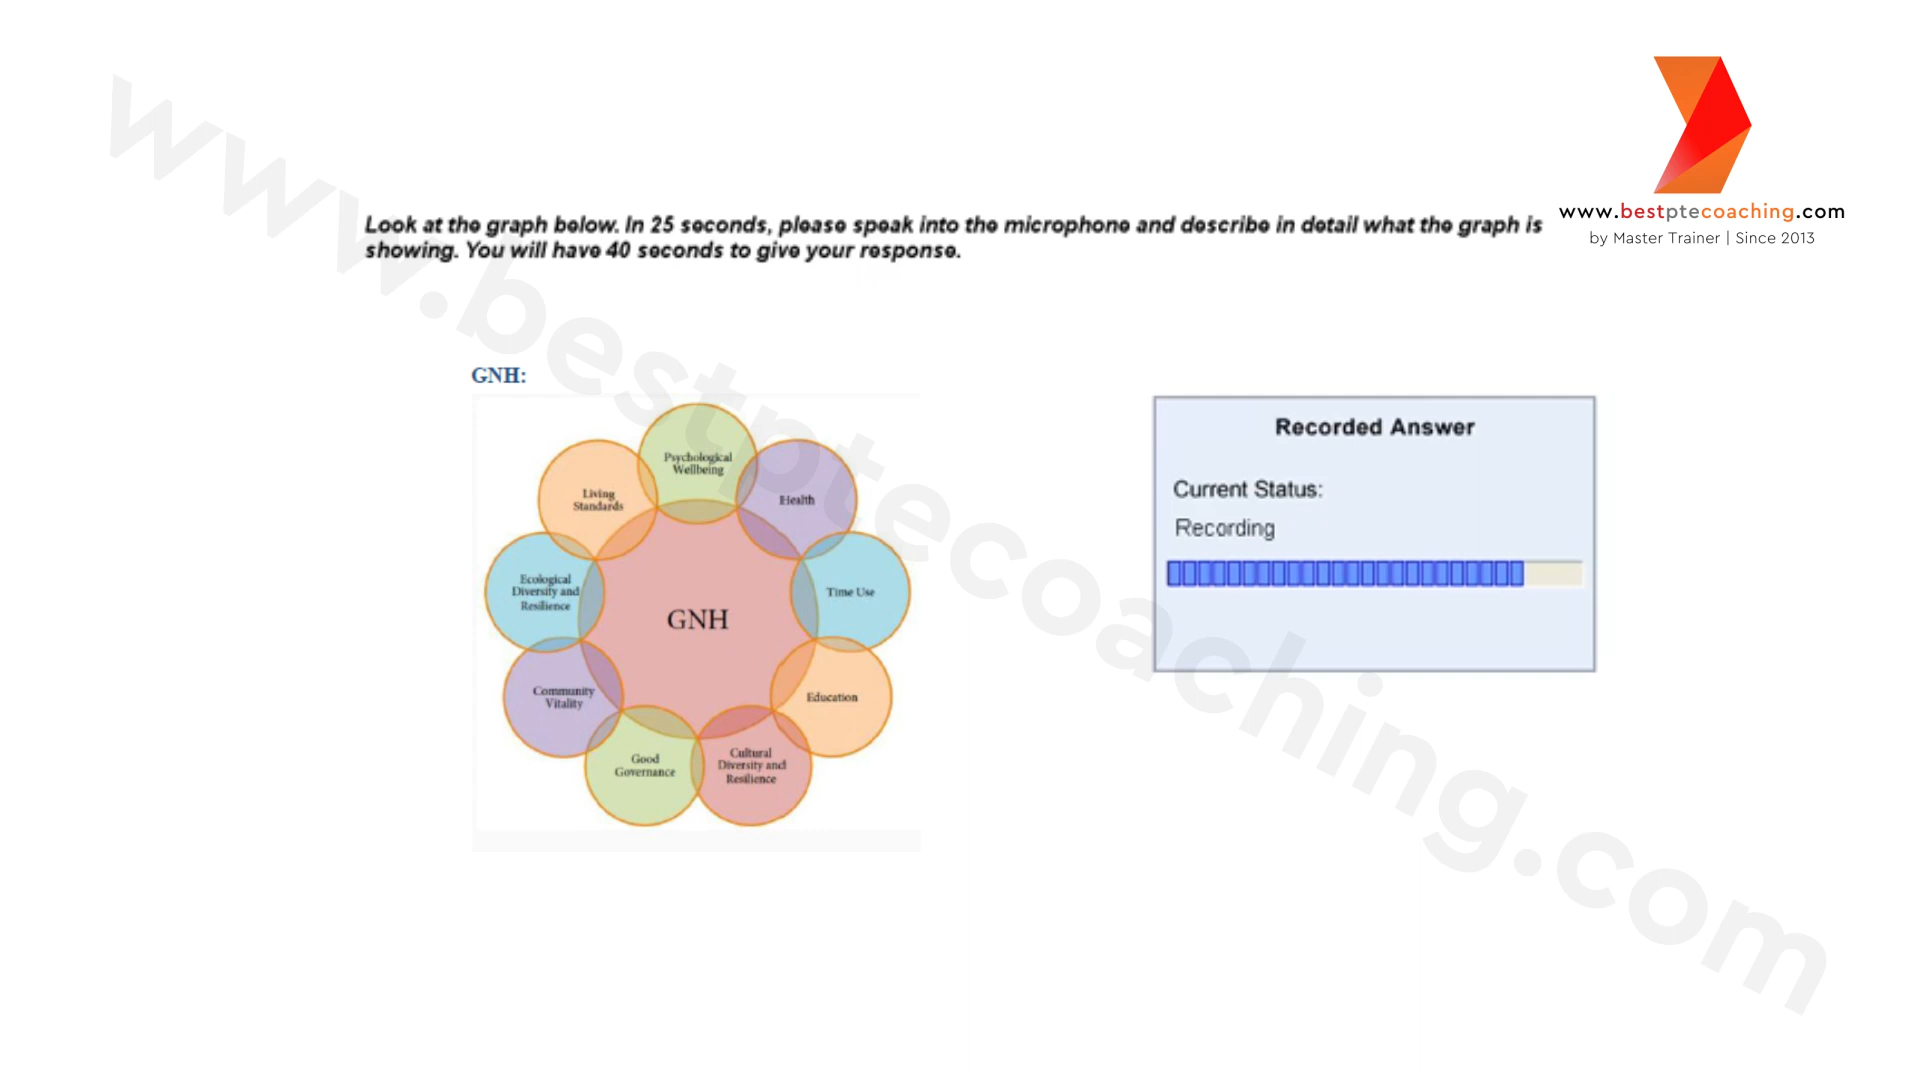 www.bestptecoaching.com
by Master Trainer | Since 2013
Look at the graph below. In 25 seconds, please speak into the microphone and describe in detail what the graph is
showing. You will have 40 seconds to give your response.
GNH:
Psychological
Wellbeing
Health
Living
Standards
Time Use
Ecological
Diversity and
Resilience
GNH
Education
Community
Vitality
Cultural
Diversity and
Resilience
Good
Governance
Recorded Answer
Current Status:
Recording
www.bestptecoaching.com